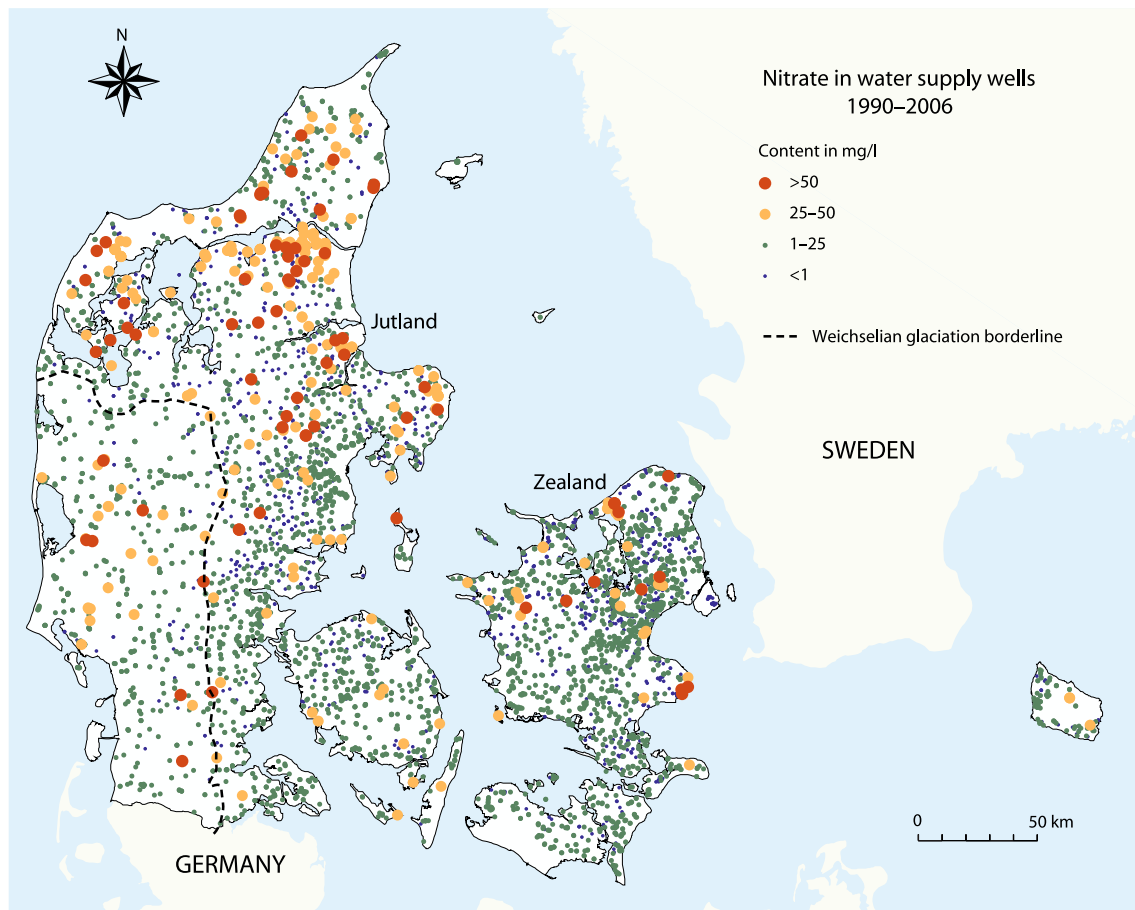 N
Nitrate in water supply wells
1990–2006
Content in mg/l
>50
25–50
1–25
<1
Weichselian glaciation borderline
Jutland
SWEDEN
Zealand
0 50 km
GERMANY